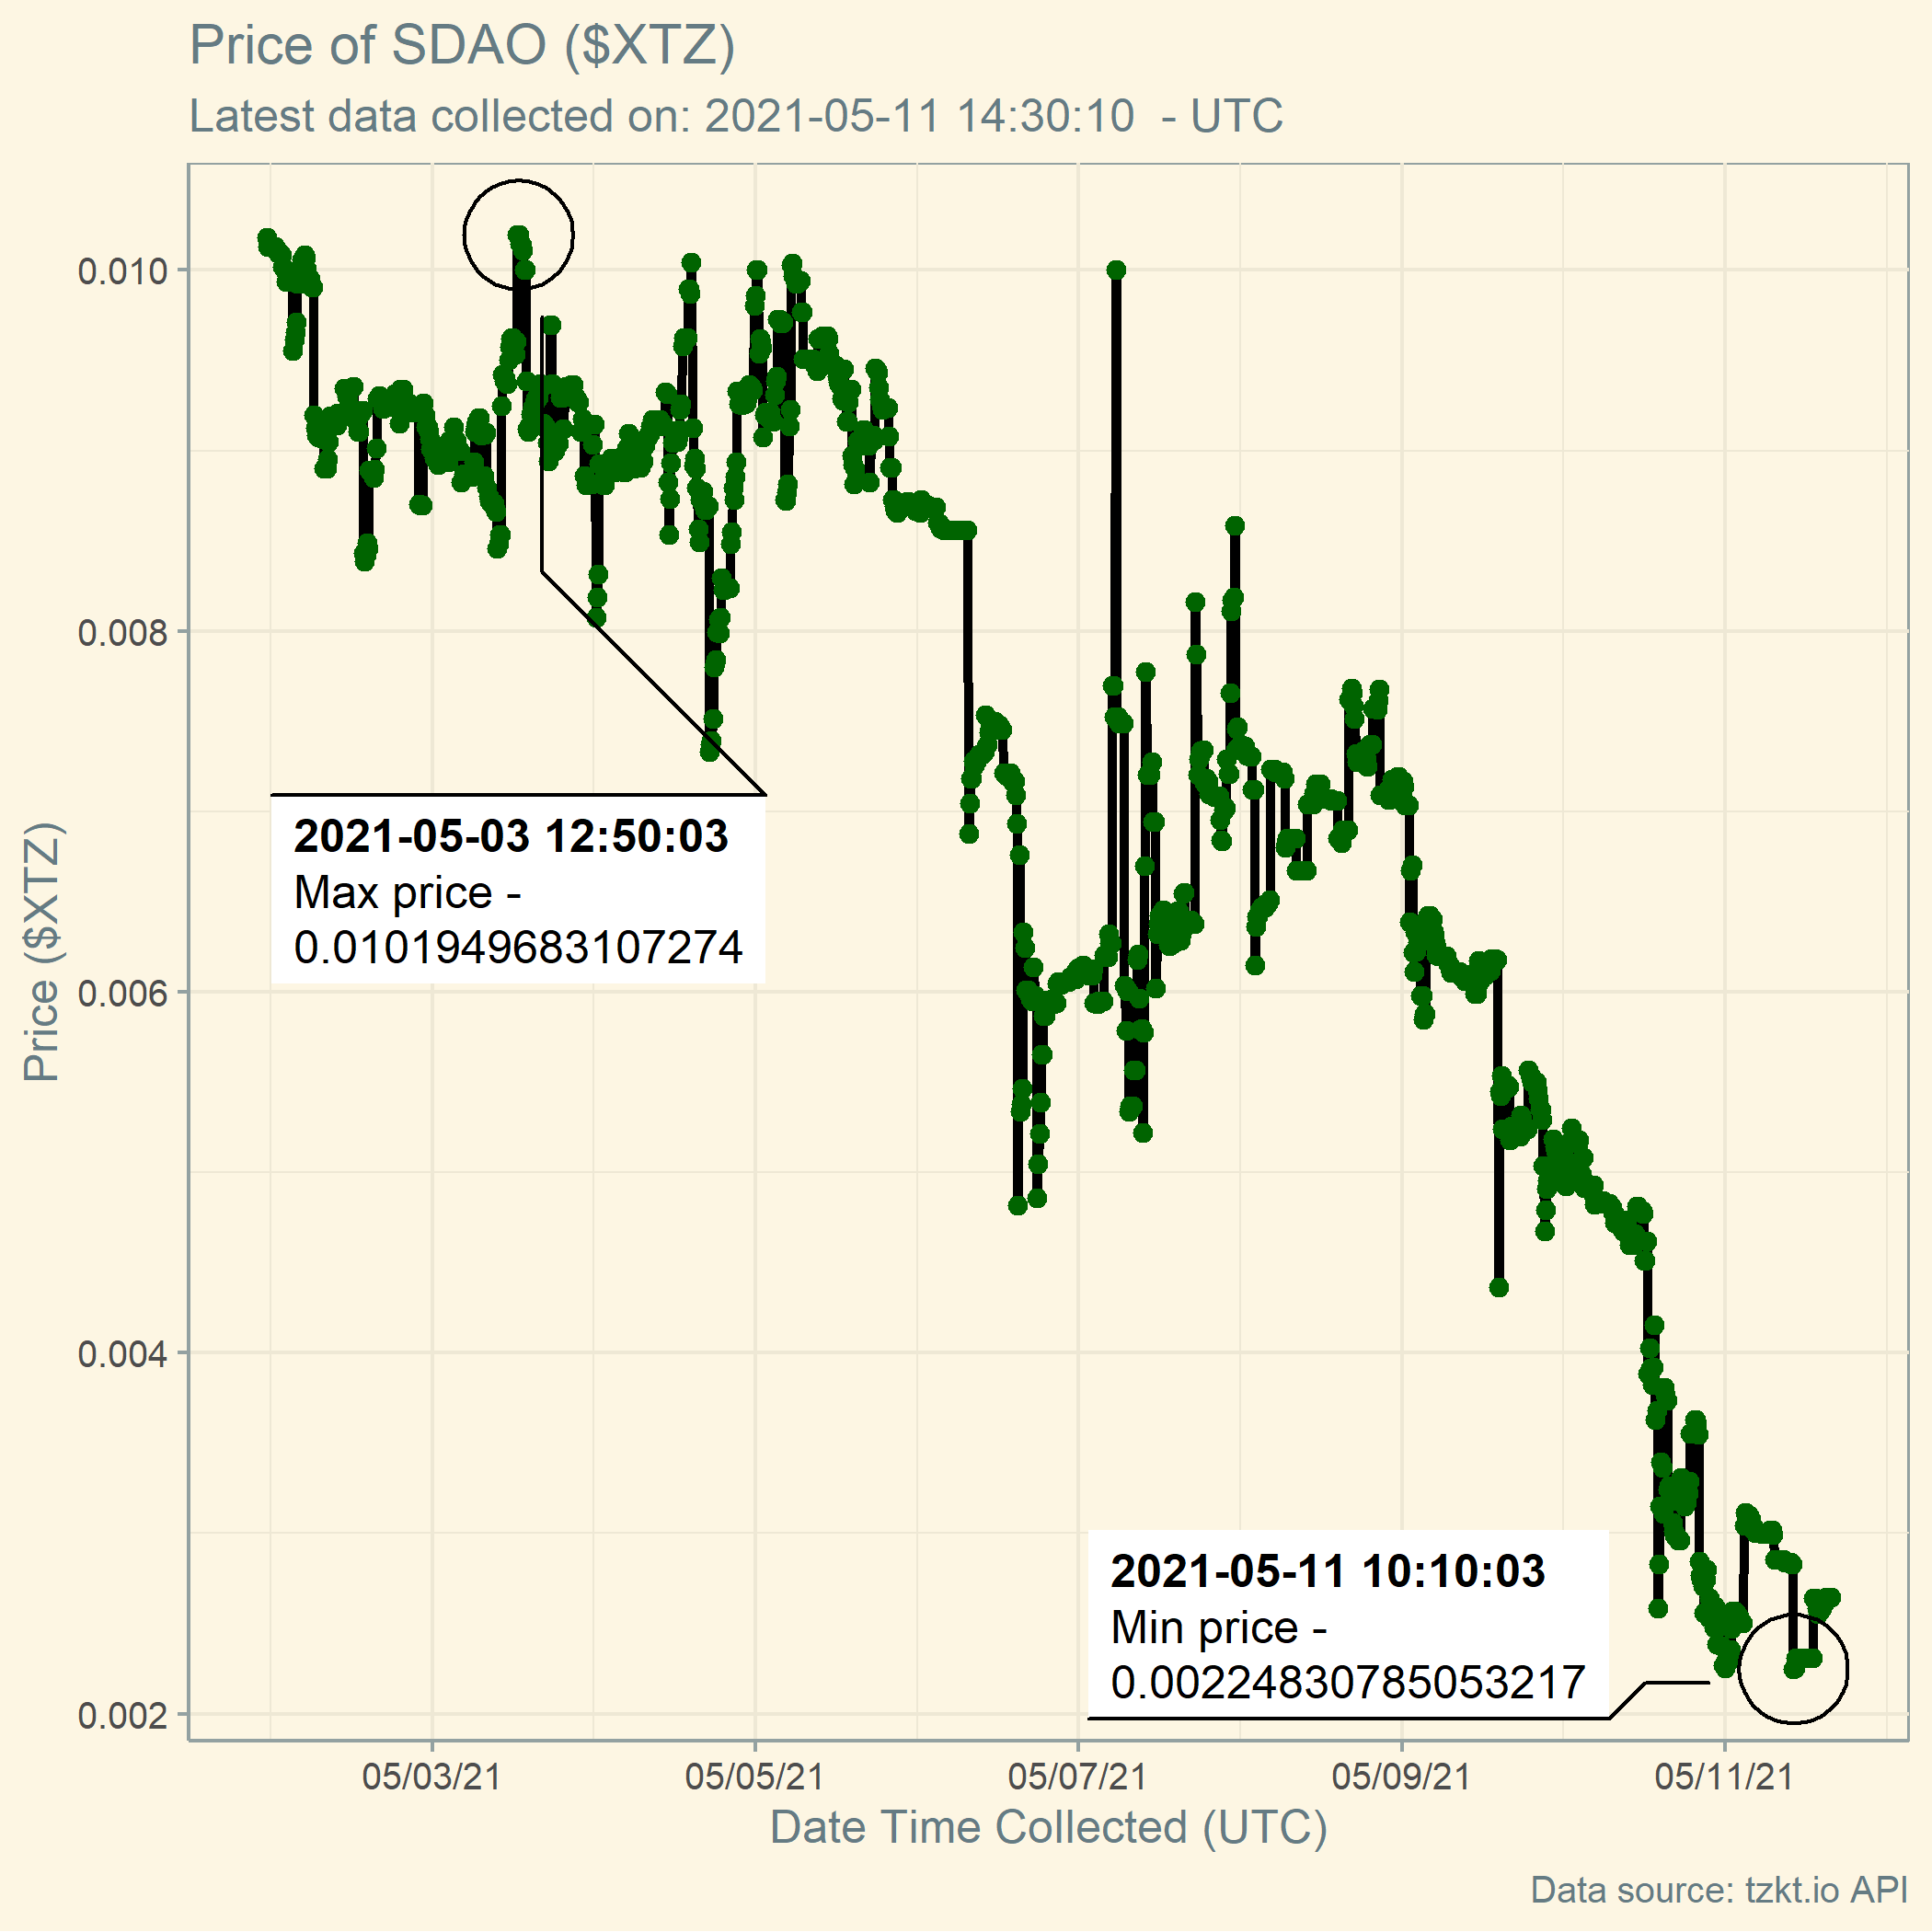 Price of SDAO ($XTZ)
Latest data collected on: 2021-05-11 14:30:10  - UTC
Price ($XTZ)
0.010
0.008
0.006
0.004
0.002
2021-05-03 12:50:03
Max price -
0.0101949683107274
2021-05-11 10:10:03
Min price -
0.00224830785053217
05/03/21
05/05/21
05/07/21
05/09/21
05/11/21
Date Time Collected (UTC)
Data source: tzkt.io API